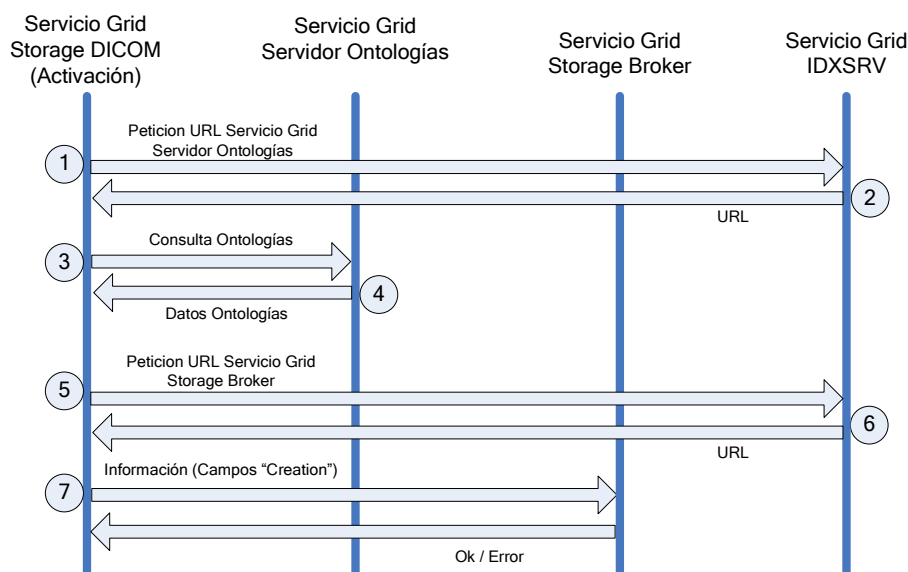 Servicio Grid
Storage DICOM
(Activación)
Servicio Grid
Servidor Ontologías
Servicio Grid
Storage Broker
Servicio Grid
IDXSRV
Peticion URL Servicio Grid
Servidor Ontologías
1
2
URL
Consulta Ontologías
3
4
Datos Ontologías
Peticion URL Servicio Grid
Storage Broker
5
6
URL
Información (Campos “Creation”)
7
Ok / Error